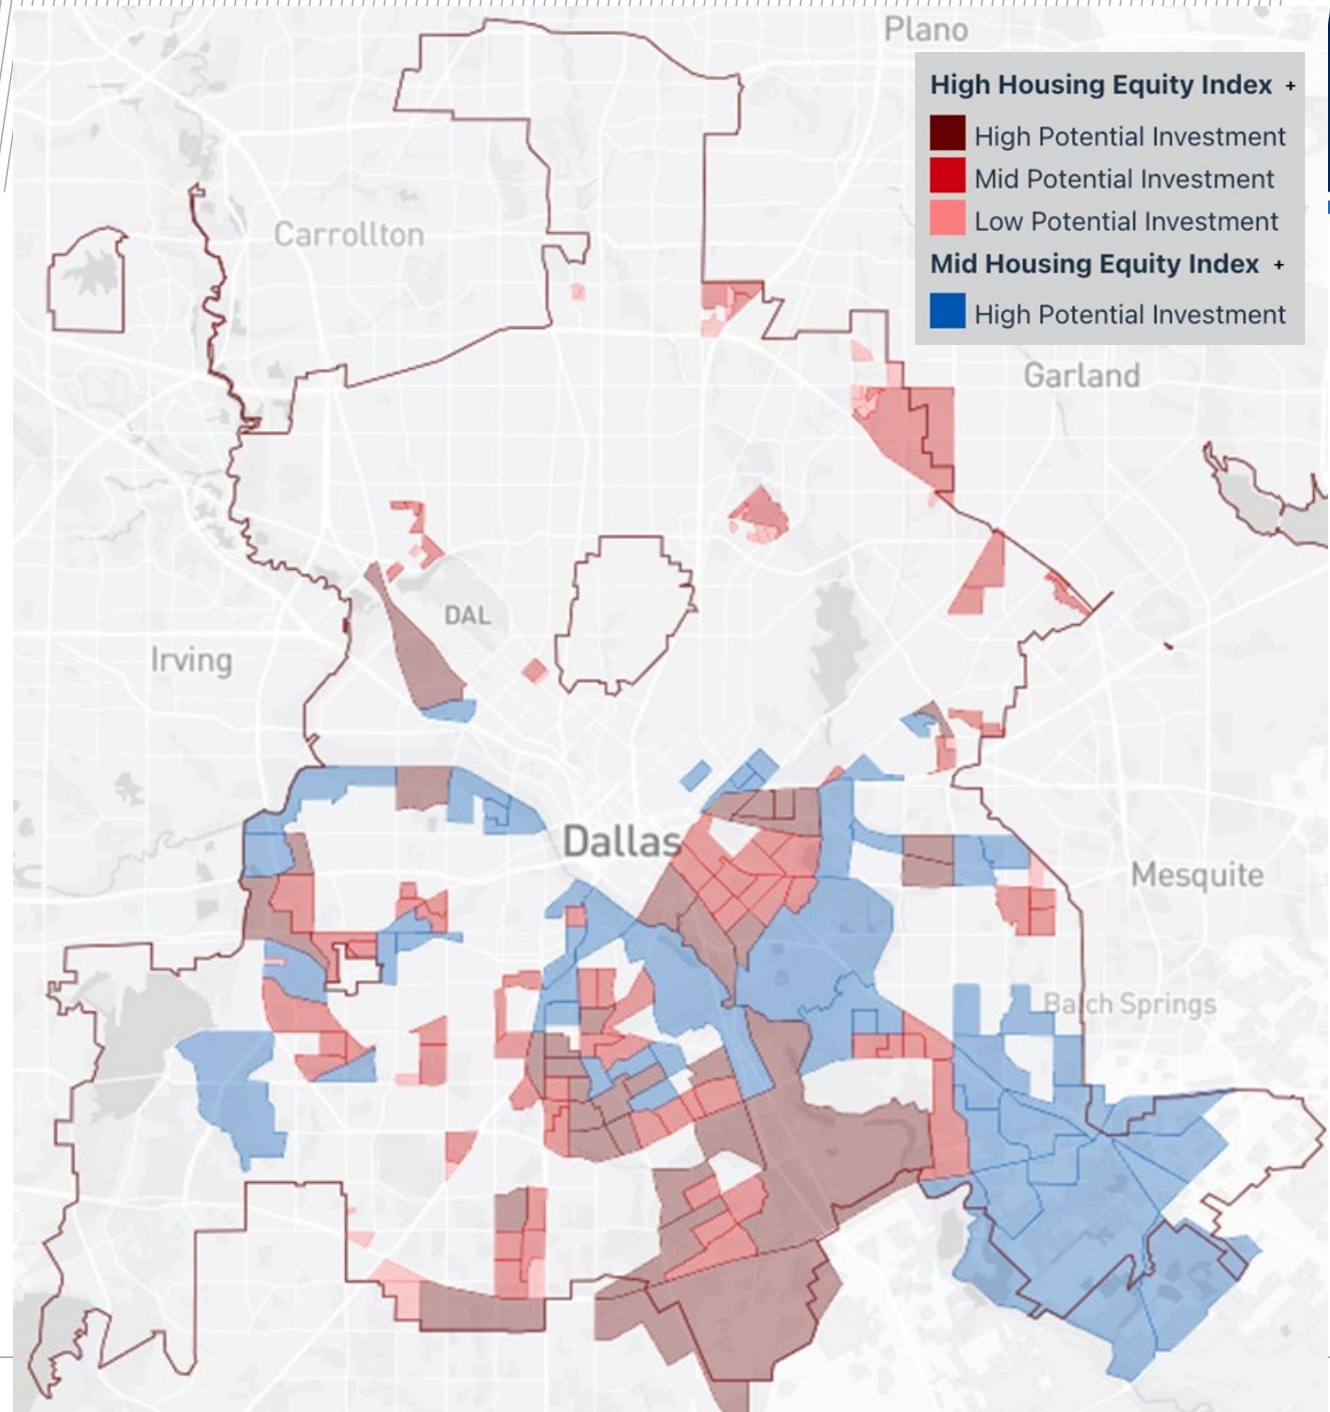 Plano
High Housing Equity Index +
High Potential Investment
Mid Potential Investment
Low Potential Investment
Mid Housing Equity Index +
High Potential Investment
Carrollton
Garland
DAL
Irving
Dallas
Mesquite
Balch Springs